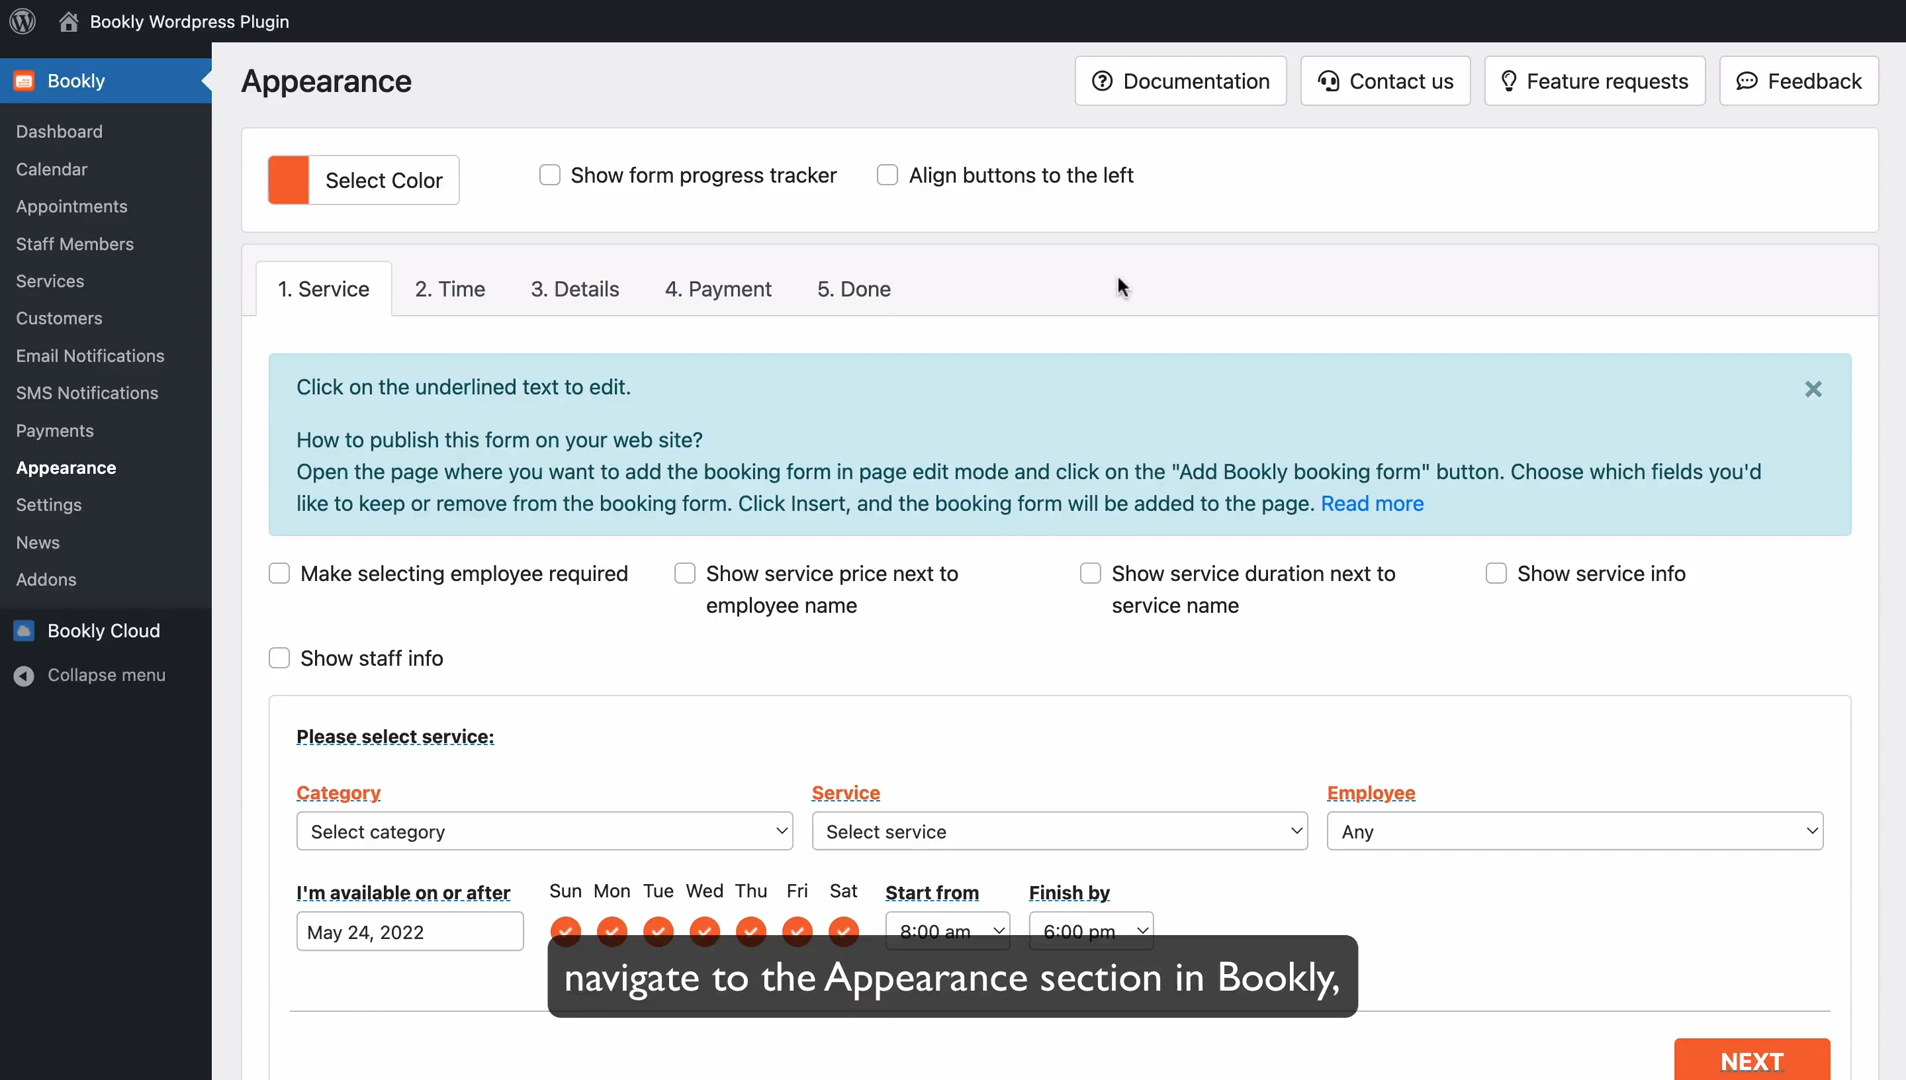 Bookly Wordpress Plugin
Bookly
Dashboard
Calendar
Appointments
Staff Members
Services
Customers
Email Notifications
SMS Notifications
Payments
Appearance
Settings
News
Addons
Bookly Cloud
Collapse menu
Appearance
Documentation
Contact us
Feature requests
Feedback
Select Color
Show form progress tracker
Align buttons to the left
1. Service
2. Time
3. Details
4. Payment
5. Done
Click on the underlined text to edit.
How to publish this form on your web site?
Open the page where you want to add the booking form in page edit mode and click on the "Add Bookly booking form" button. Choose which fields you'd
like to keep or remove from the booking form. Click Insert, and the booking form will be added to the page. Read more
Make selecting employee required
Show service price next to
employee name
Show service duration next to
service name
Show service info
Show staff info
Please select service:
Category
Service
Employee
Select category
Select service
Any
I'm available on or after
Sun Mon Tue Wed Thu Fri Sat
Start from
Finish by
May 24, 2022
8:00 am
6:00 pm
navigate to the Appearance section in Bookly,
NEXT